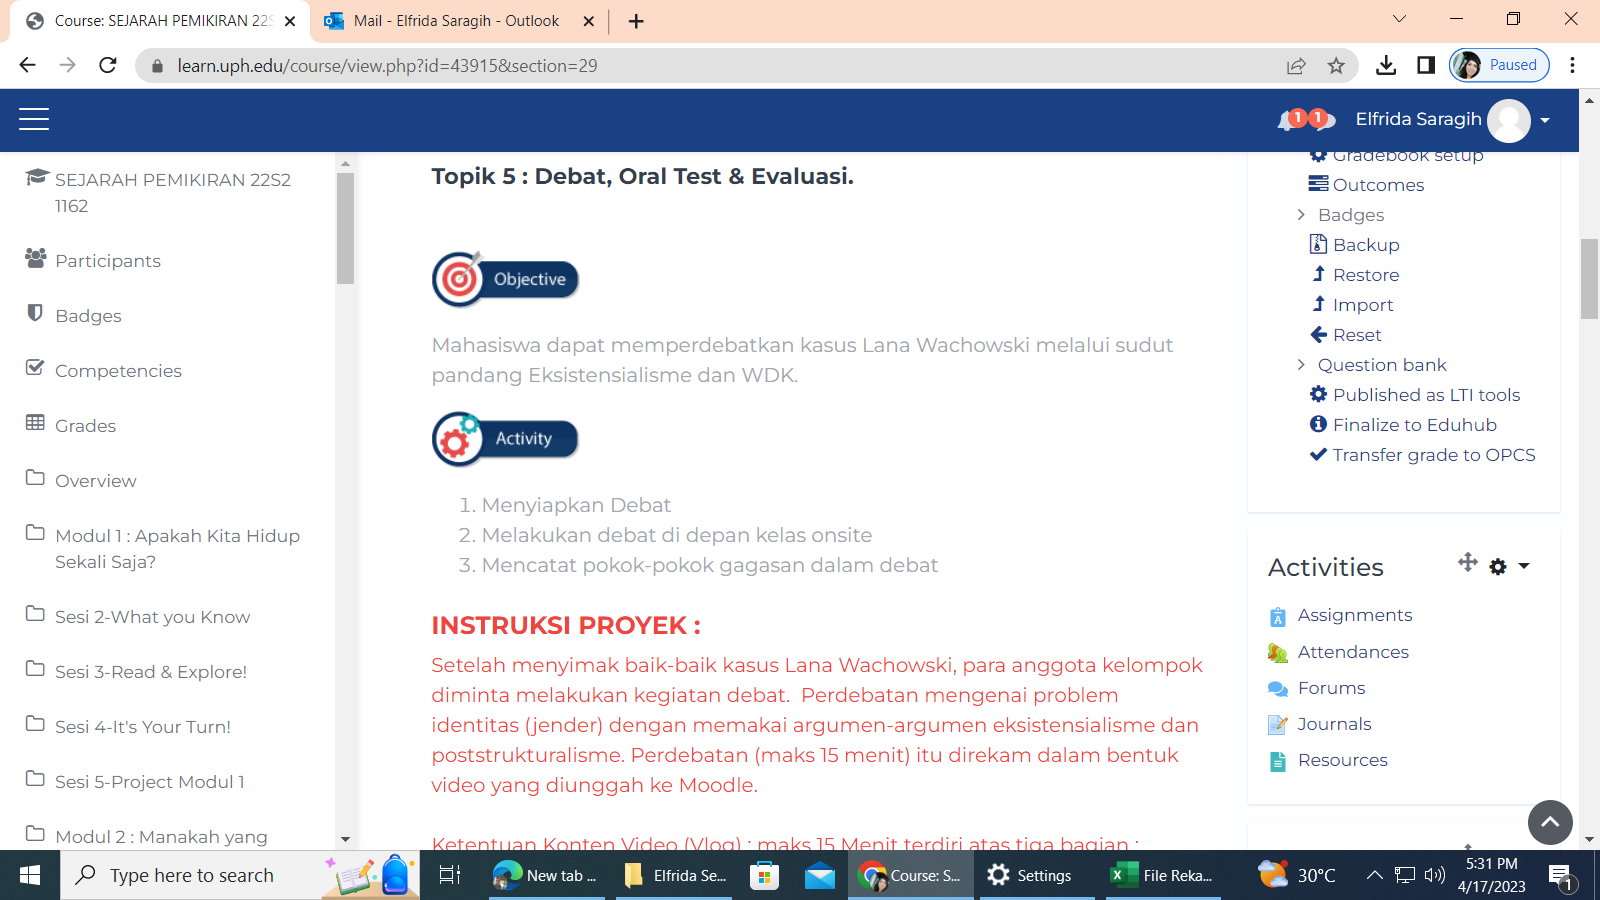 Course: SEJARAH PEMIKIRAN 22S
Mail - Elfrida Saragih - Outlook
learn.uph.edu/course/view.php?id=43915&section=29
Paused
1
1
Elfrida Saragih
SEJARAH PEMIKIRAN 22S2
1162
Participants
Badges
Competencies
Grades
Overview
Modul 1 : Apakah Kita Hidup
Sekali Saja?
Sesi 2-What you Know
Sesi 3-Read & Explore!
Sesi 4-It's Your Turn!
Sesi 5-Project Modul 1
Modul 2 : Manakah yang
Topik 5 : Debat, Oral Test & Evaluasi.
Objective
Mahasiswa dapat memperdebatkan kasus Lana Wachowski melalui sudut
pandang Eksistensialisme dan WDK.
Activity
1. Menyiapkan Debat
2. Melakukan debat di depan kelas onsite
3. Mencatat pokok-pokok gagasan dalam debat
INSTRUKSI PROYEK :
Setelah menyimak baik-baik kasus Lana Wachowski, para anggota kelompok
diminta melakukan kegiatan debat.  Perdebatan mengenai problem
identitas (jender) dengan memakai argumen-argumen eksistensialisme dan
poststrukturalisme. Perdebatan (maks 15 menit) itu direkam dalam bentuk
video yang diunggah ke Moodle.
Ketentuan Konten Video (Vlog) : maks 15 Menit terdiri atas tiga bagian :
Gradebook setup
Outcomes
Badges
Backup
Restore
Import
Reset
Question bank
Published as LTI tools
Finalize to Eduhub
Transfer grade to OPCS
Activities
Assignments
Attendances
Forums
Journals
Resources
Type here to search
New tab ...
Elfrida Se...
Course: S...
Settings
File Reka...
30°C
5:31 PM
4/17/2023
1